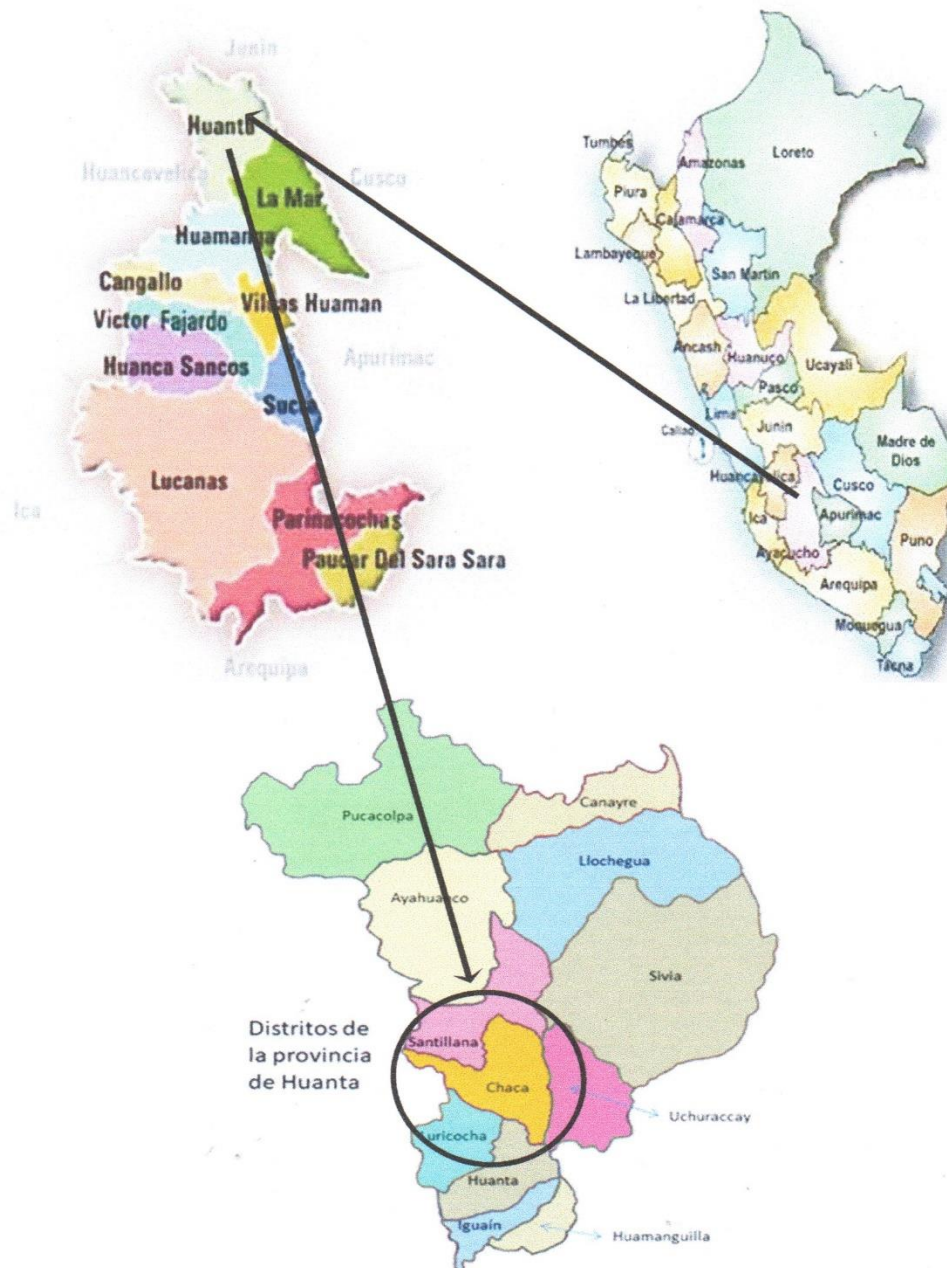 Junin
Huanta
Huancavelica
Cusco
La Mar
Huamanga
Cangallo
Vilcas Huaman
Victor Fajardo
Apurimac
Huanca Sancos
Sucre
Lucanas
Ica
Parinacochas
Paucar Del Sara Sara
Arequipa
Tumbes
Loreto
Amazonas
Piura
Cajamarca
Lambayeque
San Martin
La Libertad
Ancash
Huanuco
Ucayali
Pasco
Lima
Junin
Callao
Madre de
Dios
Huancavelica
Cusco
Ica
Apurimac
Puno
Ayacucho
Arequipa
Moquegua
Tacna
Canayre
Pucacolpa
Llochegua
Ayahuanco
Sivia
Distritos de
la provincia
de Huanta
Santillana
Chaca
Uchuraccay
Luricocha
Huanta
Iguaín
Huamanguilla